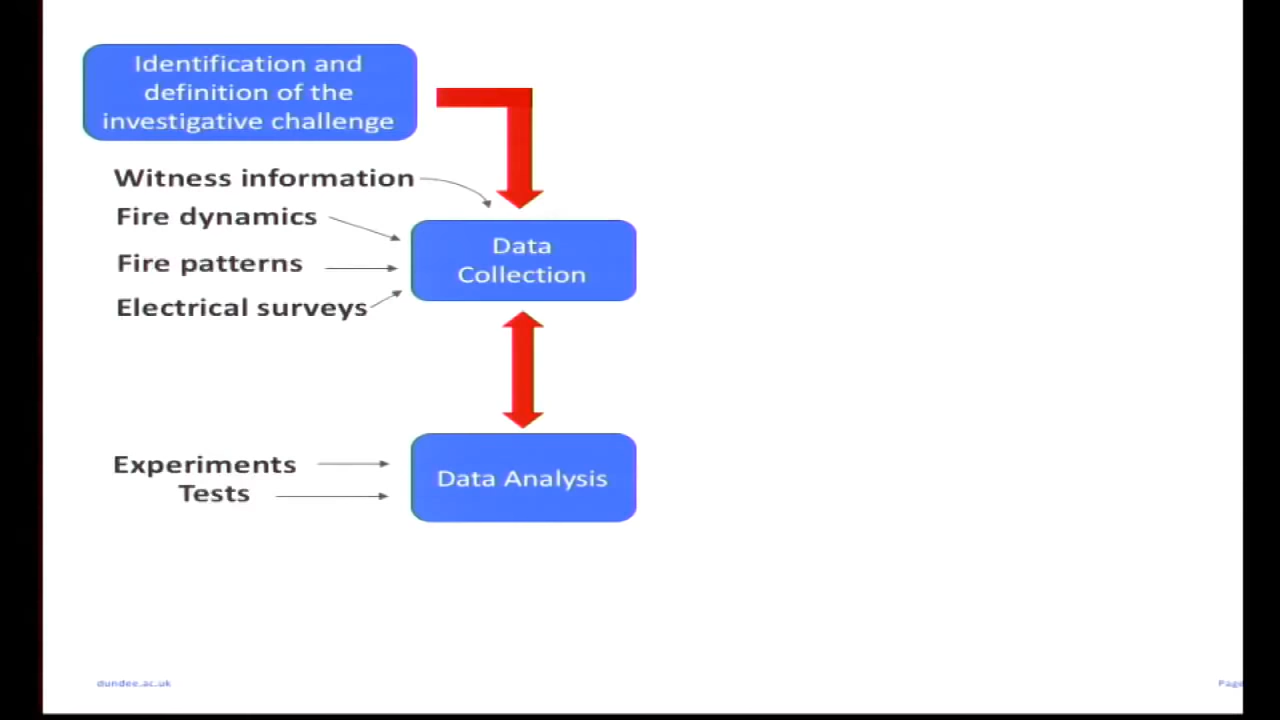 Identification and
definition of the
investigative challenge
Witness information
Fire dynamics
Fire patterns
Electrical surveys
Data
Collection
Experiments
Tests
Data Analysis
dundee.ac.uk
Page